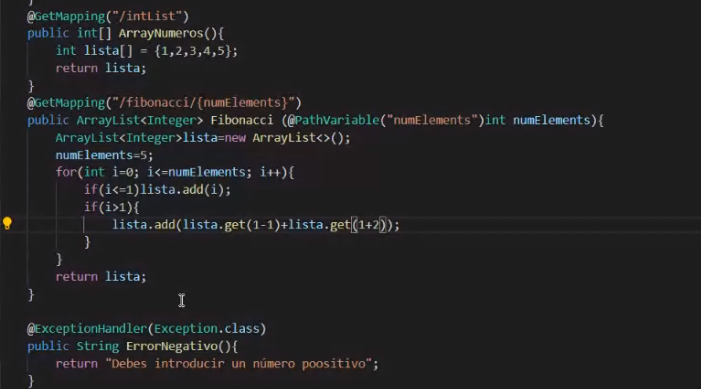 }
@GetMapping("/intList")
public int[] ArrayNumeros(){
    int lista[] = {1,2,3,4,5};
    return lista;
}
@GetMapping("/fibonacci/{numElements}")
public ArrayList<Integer> Fibonacci (@PathVariable("numElements")int numElements){
    ArrayList<Integer>lista=new ArrayList<>();
    numElements=5;
    for(int i=0; i<=numElements; i++){
        if(i<=1)lista.add(i);
        if(i>1){
            lista.add(lista.get(1-1)+lista.get(1+2));
        }
    }
    return lista;
}
@ExceptionHandler(Exception.class)
public String ErrorNegativo(){
    return "Debes introducir un número poositivo";
}